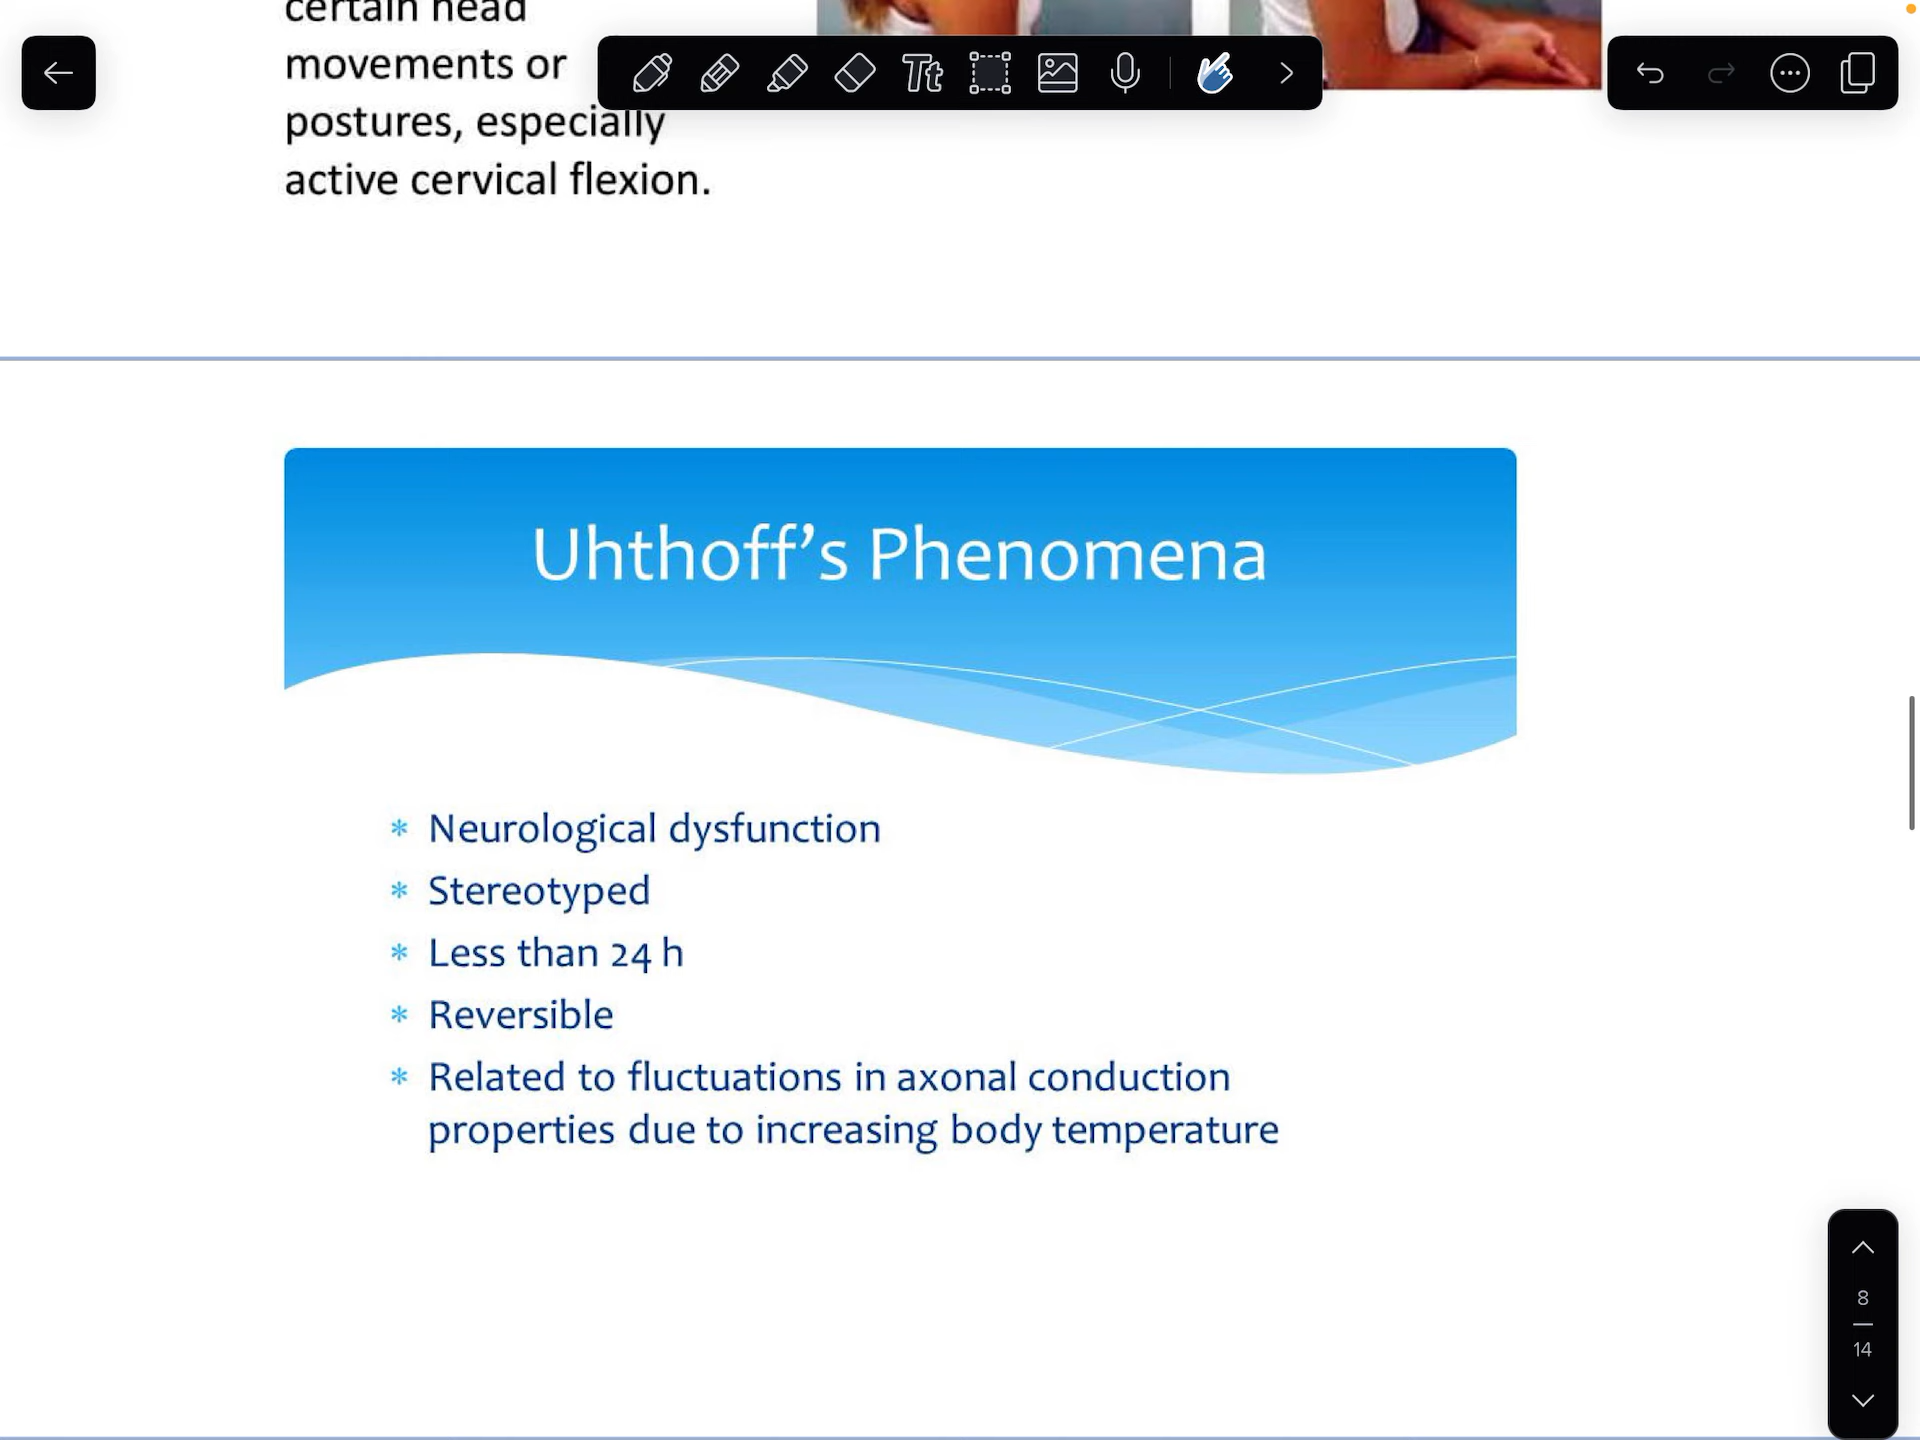 certain head
movements or
postures, especially
active cervical flexion.
Tt
Uhthoff’s Phenomena
* Neurological dysfunction
* Stereotyped
* Less than 24 h
* Reversible
* Related to fluctuations in axonal conduction
properties due to increasing body temperature
8
14